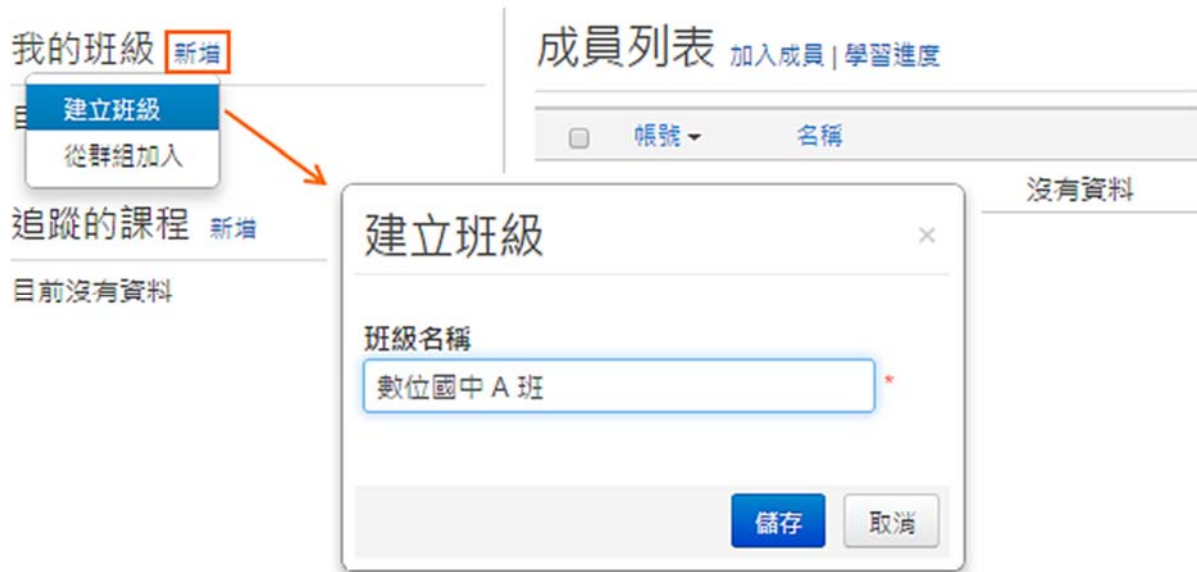 我的班級 新增
建立班級
從群組加入
追蹤的課程 新增
目前沒有資料
成員列表 加入成員 | 學習進度
帳號 名稱
沒有資料
建立班級 ×
班級名稱
數位國中 A 班 *
儲存 取消